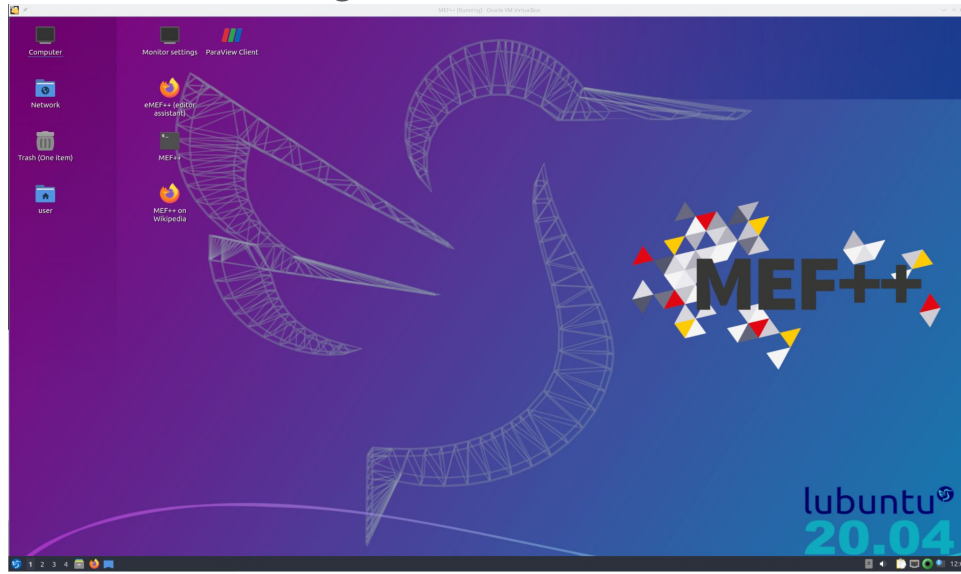 MEF++ [Running] - Oracle VM VirtualBox
Computer
Monitor settings
ParaView Client
Network
eMEF++ (editor
assistant)
Trash (One item)
MEF++
user
MEF++ on
Wikipedia
MEF++
lubuntu
20.04
1 2 3 4